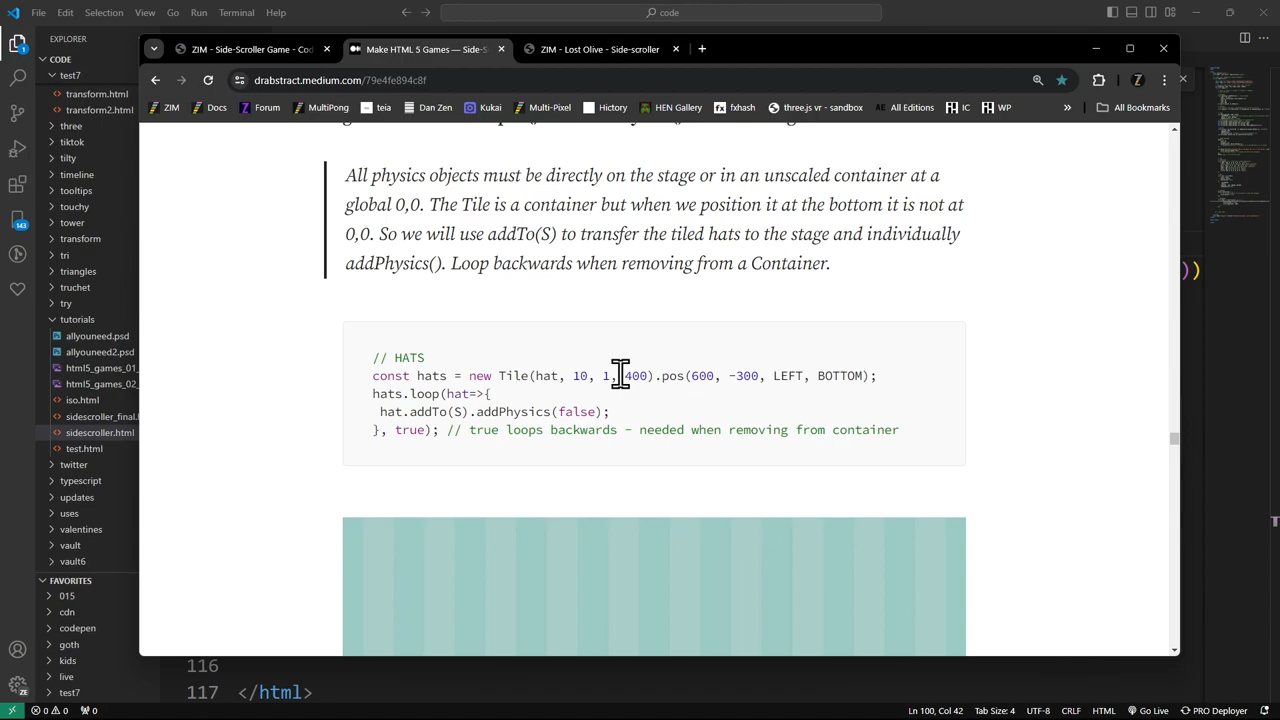 File Edit Selection View Go Run Terminal Help
code
EXPLORER
CODE
test7
transform.html
transform2.html
three
tiktok
tilty
timeline
tooltips
touchy
tower
transform
tri
triangles
truchet
try
tutorials
allyouneed.psd
allyouneed2.psd
html5_games_01_
html5_games_02_
iso.html
sidescroller_final.
sidescroller.html
test.html
twitter
typescript
updates
uses
valentines
vault
vault6
FAVORITES
015
cdn
codepen
goth
kids
live
test7
1
143
ZIM - Side-Scroller Game - Cod
Make HTML 5 Games — Side-S
ZIM - Lost Olive - Side-scroller
drabstract.medium.com/79e4fe894c8f
ZIM Docs Forum MultiPong teia Dan Zen Kukai Multi-Pixel Hictory HEN Gallery fxhash three.js vr - sandbox AE All Editions WP » All Bookmarks
All physics objects must be directly on the stage or in an unscaled container at a
global 0,0. The Tile is a container but when we position it at the bottom it is not at
0,0. So we will use addTo(S) to transfer the tiled hats to the stage and individually
addPhysics(). Loop backwards when removing from a Container.
// HATS
const hats = new Tile(hat, 10, 1, 400).pos(600, -300, LEFT, BOTTOM);
hats.loop(hat=>{
hat.addTo(S).addPhysics(false);
}, true); // true loops backwards - needed when removing from container
))
116
117 </html>
0 0 0 Ln 100, Col 42 Tab Size: 4 UTF-8 CRLF HTML Go Live PRO Deployer